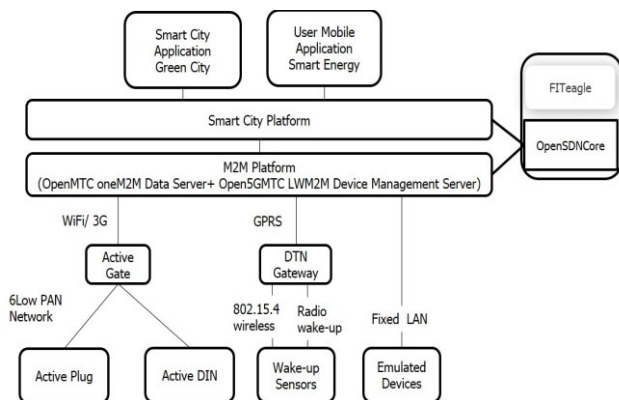 Smart City
Application
Green City
User Mobile
Application
Smart Energy
FITeagle
Smart City Platform
OpenSDNCore
M2M Platform
(OpenMTC oneM2M Data Server+ Open5GMTC LWM2M Device Management Server)
WiFi/ 3G
GPRS
Active
Gate
DTN
Gateway
6Low PAN
Network
802.15.4
wireless
Radio
wake-up
Fixed LAN
Active Plug
Active DIN
Wake-up
Sensors
Emulated
Devices